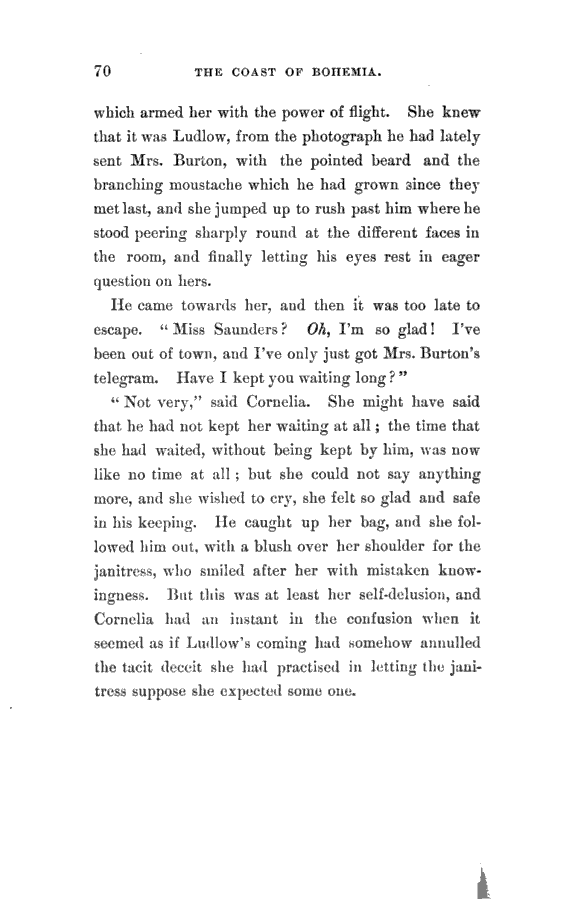 70 THE COAST OF BOHEMIA.
which armed her with the power of flight. She knew
that it was Ludlow, from the photograph he had lately
sent Mrs. Burton, with the pointed beard and the
branching moustache which he had grown since they
met last, and she jumped up to rush past him where he
stood peering sharply round at the different faces in
the room, and finally letting his eyes rest in eager
question on hers.
He came towards her, and then it was too late to
escape. “Miss Saunders? Oh, I'm so glad! I've
been out of town, and I've only just got Mrs. Burton's
telegram. Have I kept you waiting long?”
“Not very,” said Cornelia. She might have said
that he had not kept her waiting at all; the time that
she had waited, without being kept by him, was now
like no time at all; but she could not say anything
more, and she wished to cry, she felt so glad and safe
in his keeping. He caught up her bag, and she fol-
lowed him out, with a blush over her shoulder for the
janitress, who smiled after her with mistaken know-
ingness. But this was at least her self-delusion, and
Cornelia had an instant in the confusion when it
seemed as if Ludlow's coming had somehow annulled
the tacit deceit she had practised in letting the jani-
tress suppose she expected some one.